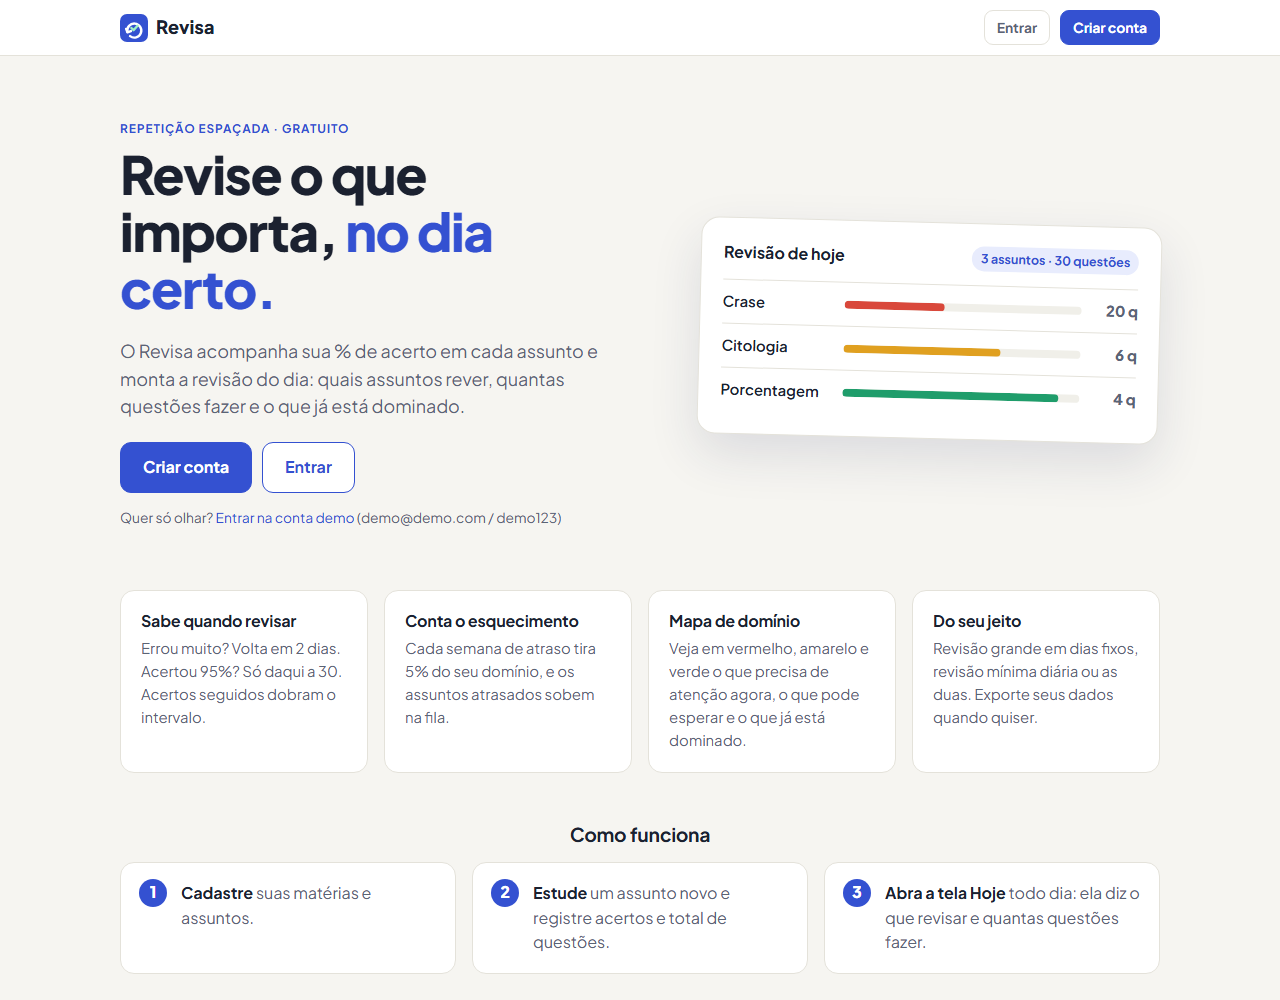 Revisa
Entrar
Criar conta
REPETIÇÃO ESPAÇADA · GRATUITO
Revise o que
importa, no dia
certo.
O Revisa acompanha sua % de acerto em cada assunto e
monta a revisão do dia: quais assuntos rever, quantas
questões fazer e o que já está dominado.
Criar conta
Entrar
Quer só olhar? Entrar na conta demo (demo@demo.com / demo123)
Revisão de hoje
3 assuntos · 30 questões
Crase
20 q
Citologia
6 q
Porcentagem
4 q
Sabe quando revisar
Errou muito? Volta em 2 dias.
Acertou 95%? Só daqui a 30.
Acertos seguidos dobram o
intervalo.
Conta o esquecimento
Cada semana de atraso tira
5% do seu domínio, e os
assuntos atrasados sobem
na fila.
Mapa de domínio
Veja em vermelho, amarelo e
verde o que precisa de
atenção agora, o que pode
esperar e o que já está
dominado.
Do seu jeito
Revisão grande em dias fixos,
revisão mínima diária ou as
duas. Exporte seus dados
quando quiser.
Como funciona
1
Cadastre suas matérias e
assuntos.
2
Estude um assunto novo e
registre acertos e total de
questões.
3
Abra a tela Hoje todo dia: ela diz o
que revisar e quantas questões
fazer.